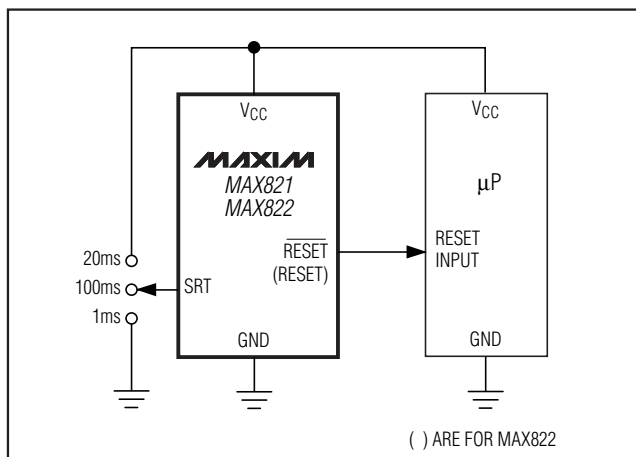 VCC
VCC
MAXIM
MAX821
MAX822
µP
RESET
(RESET)
RESET
INPUT
20ms
100ms
SRT
1ms
GND
GND
( ) ARE FOR MAX822